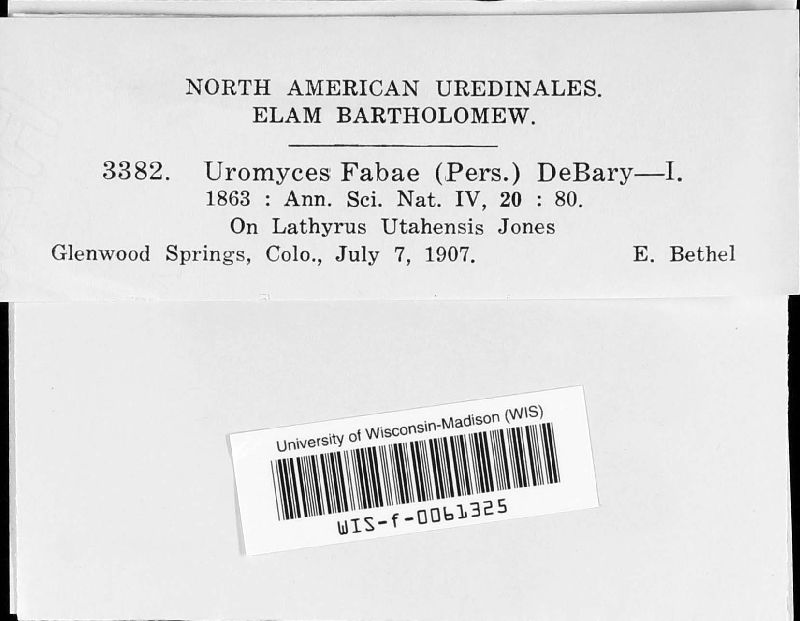 NORTH AMERICAN UREDINALES.
ELAM BARTHOLOMEW.
3382. Uromyces Fabae (Pers.) DeBary—I.
1863 : Ann. Sci. Nat. IV, 20 : 80.
On Lathyrus Utahensis Jones
Glenwood Springs, Colo., July 7, 1907. E. Bethel
University of Wisconsin-Madison (WIS)
WIS-f-0061325